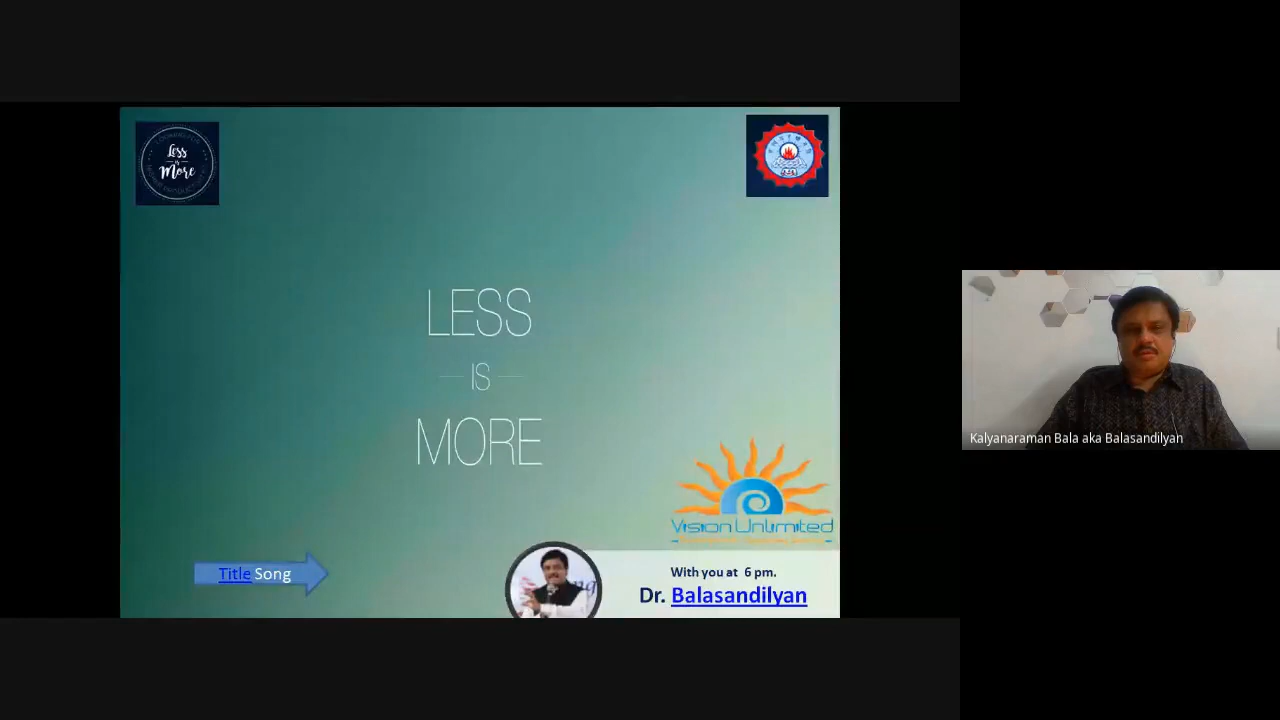 Less
is
More
LESS
IS
MORE
Vision Unlimited
Title Song
With you at 6 pm.
Dr. Balasandilyan
Kalyanaraman Bala aka Balasandilyan